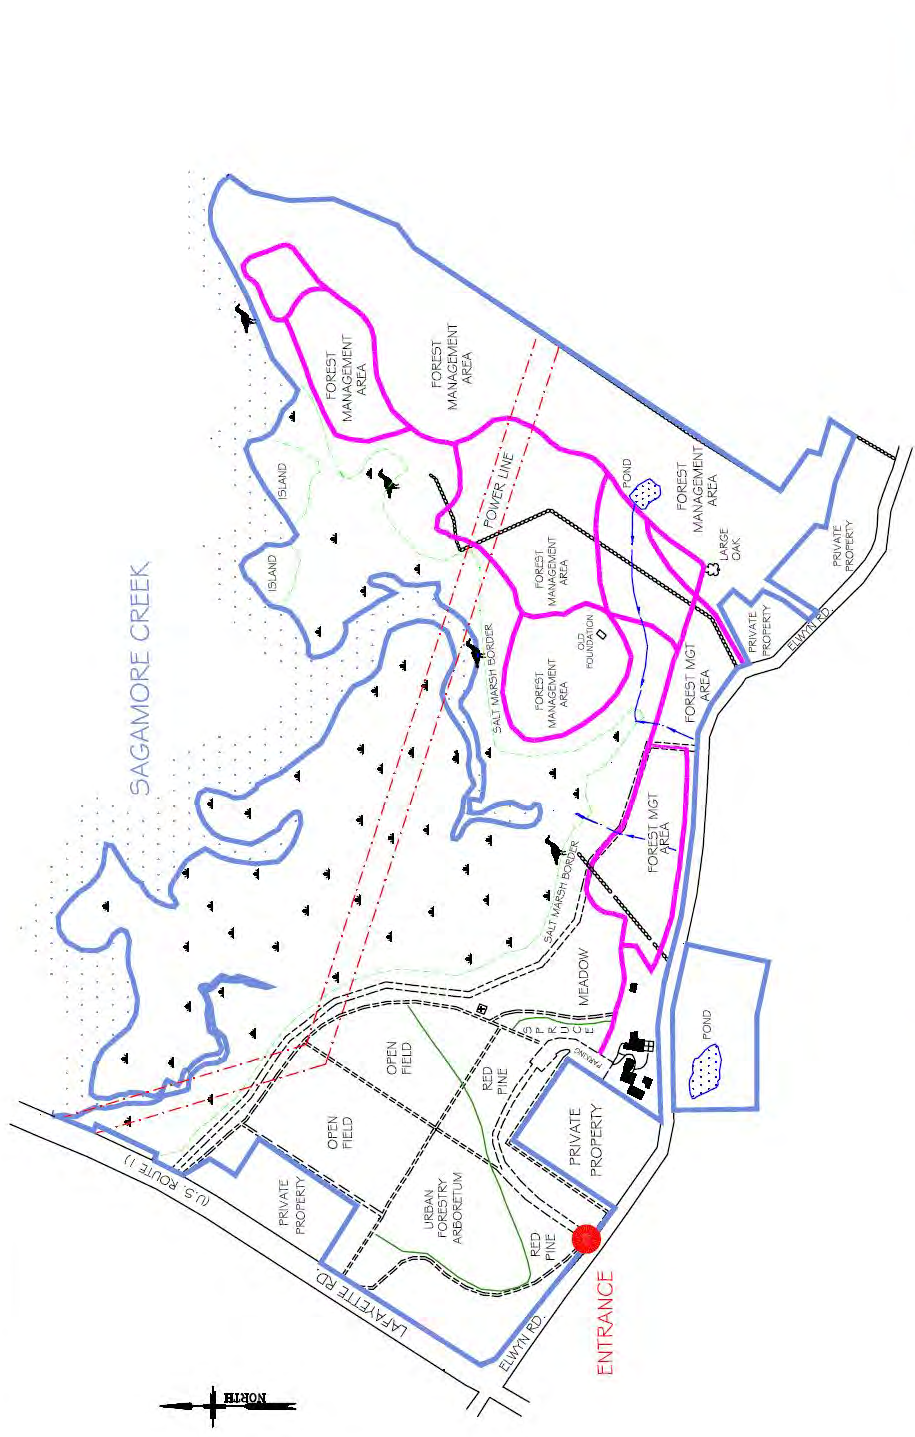 SAGAMORE CREEK
ISLAND
ISLAND
FOREST
MANAGEMENT
AREA
FOREST
MANAGEMENT
AREA
POWER LINE
POND
FOREST
MANAGEMENT
AREA
LARGE
OAK
PRIVATE
PROPERTY
PRIVATE
PROPERTY
ELWYN RD.
FOREST
MANAGEMENT
AREA
OLD
FOUNDATION
FOREST
MANAGEMENT
AREA
SALT MARSH BORDER
FOREST MGT
AREA
FOREST MGT
AREA
SALT MARSH BORDER
MEADOW
SPRUCE
PARKING
POND
OPEN
FIELD
RED
PINE
OPEN
FIELD
PRIVATE
PROPERTY
URBAN
FORESTRY
ARBORETUM
PRIVATE
PROPERTY
RED
PINE
(U.S. ROUTE 1)
LAFAYETTE RD.
ELWYN RD.
ENTRANCE
NORTH